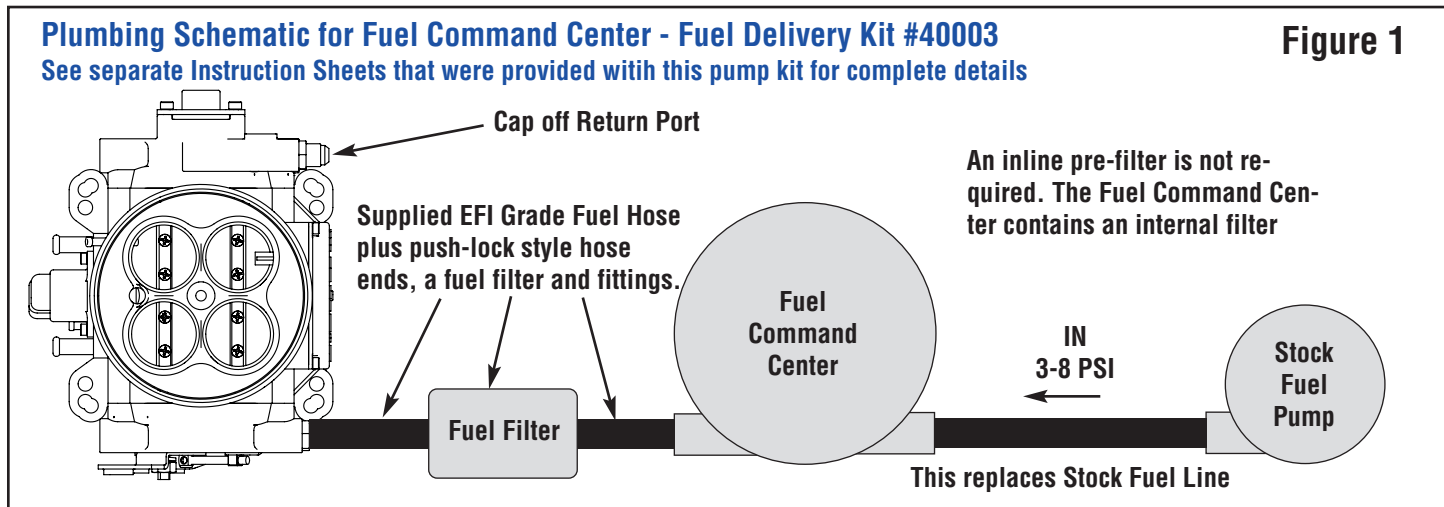 Plumbing Schematic for Fuel Command Center - Fuel Delivery Kit #40003
Figure 1
See separate Instruction Sheets that were provided witih this pump kit for complete details
Cap off Return Port
An inline pre-filter is not re-
quired. The Fuel Command Cen-
ter contains an internal filter
Supplied EFI Grade Fuel Hose
plus push-lock style hose
ends, a fuel filter and fittings.
Fuel
Command
Center
IN
3-8 PSI
Stock
Fuel
Pump
Fuel Filter
This replaces Stock Fuel Line